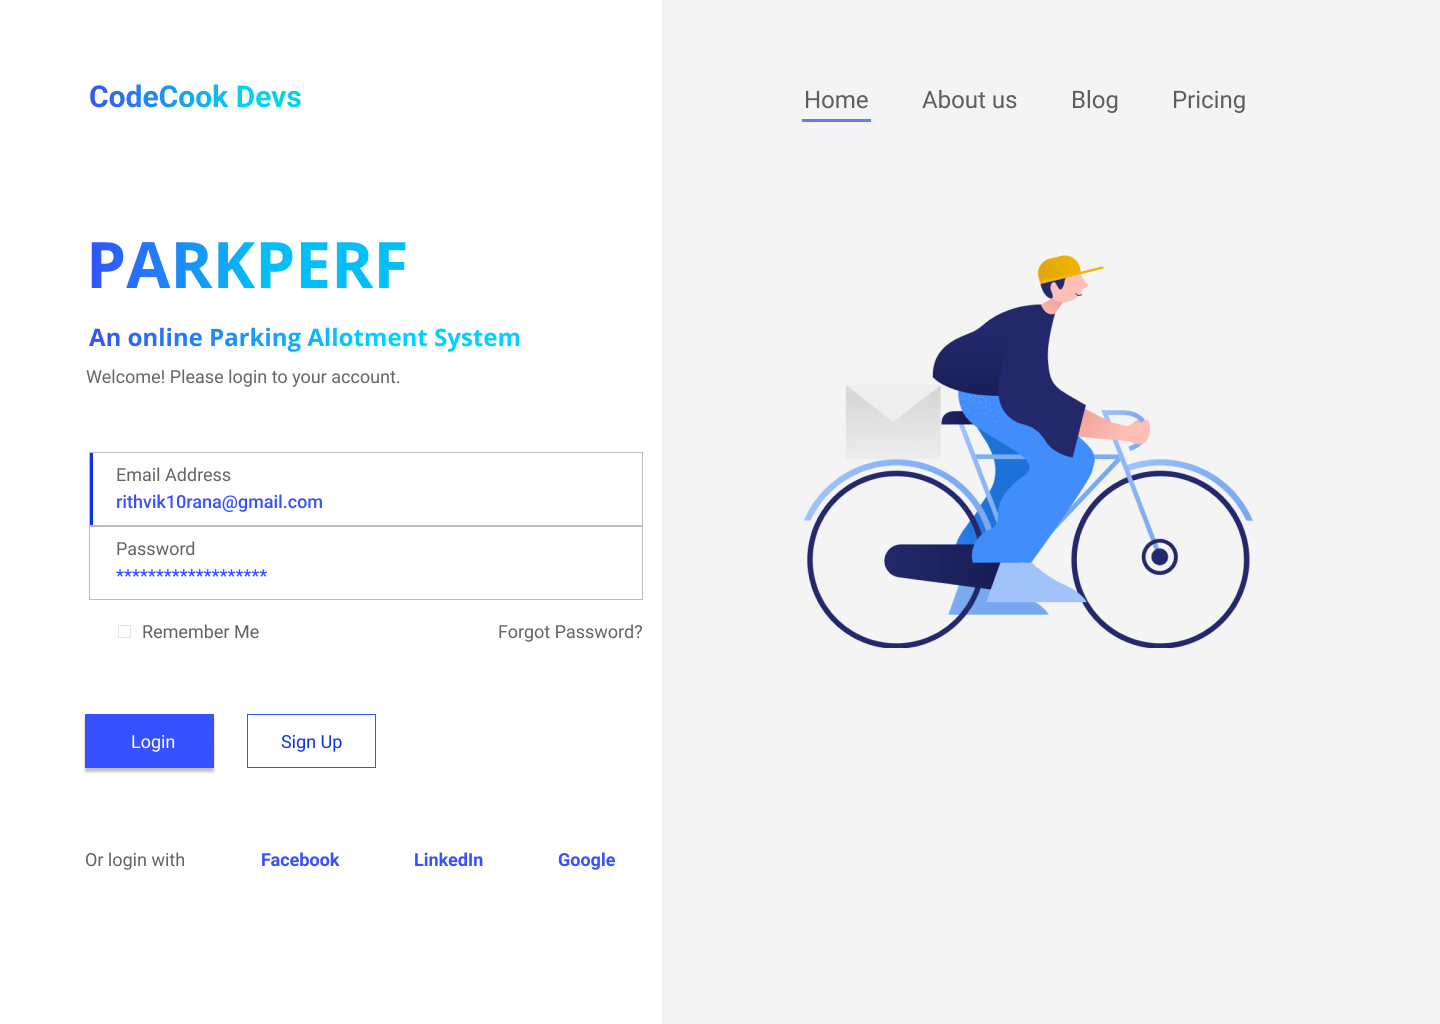 CodeCook Devs
Home About us Blog Pricing
PARKPERF
An online Parking Allotment System
Welcome! Please login to your account.
Email Address
rithvik10rana@gmail.com
Password
*******************
Remember Me Forgot Password?
Login Sign Up
Or login with Facebook LinkedIn Google